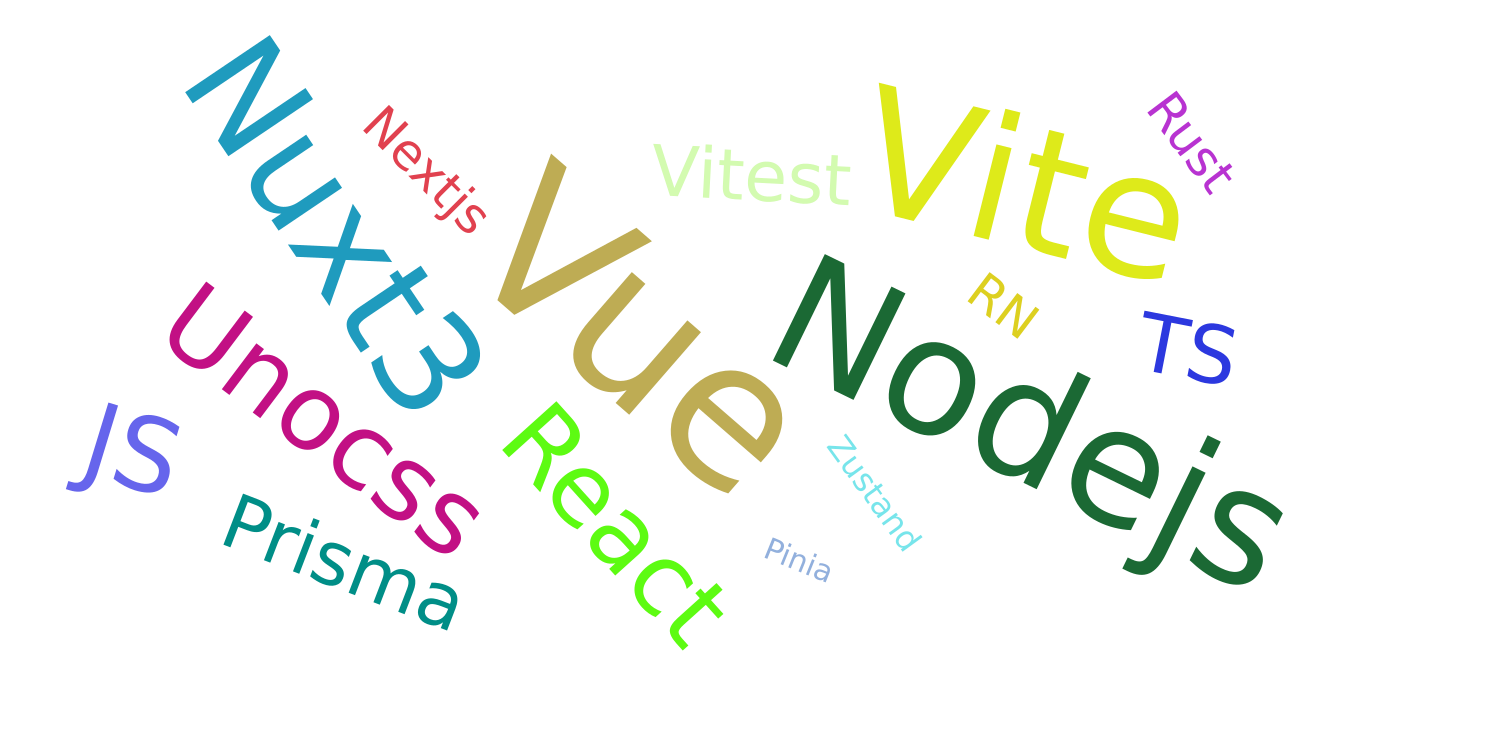 Nuxt3
Nextjs
Vitest
Vite
Rust
Vue
Nodejs
RN
TS
Unocss
JS
React
Zustand
Prisma
Pinia